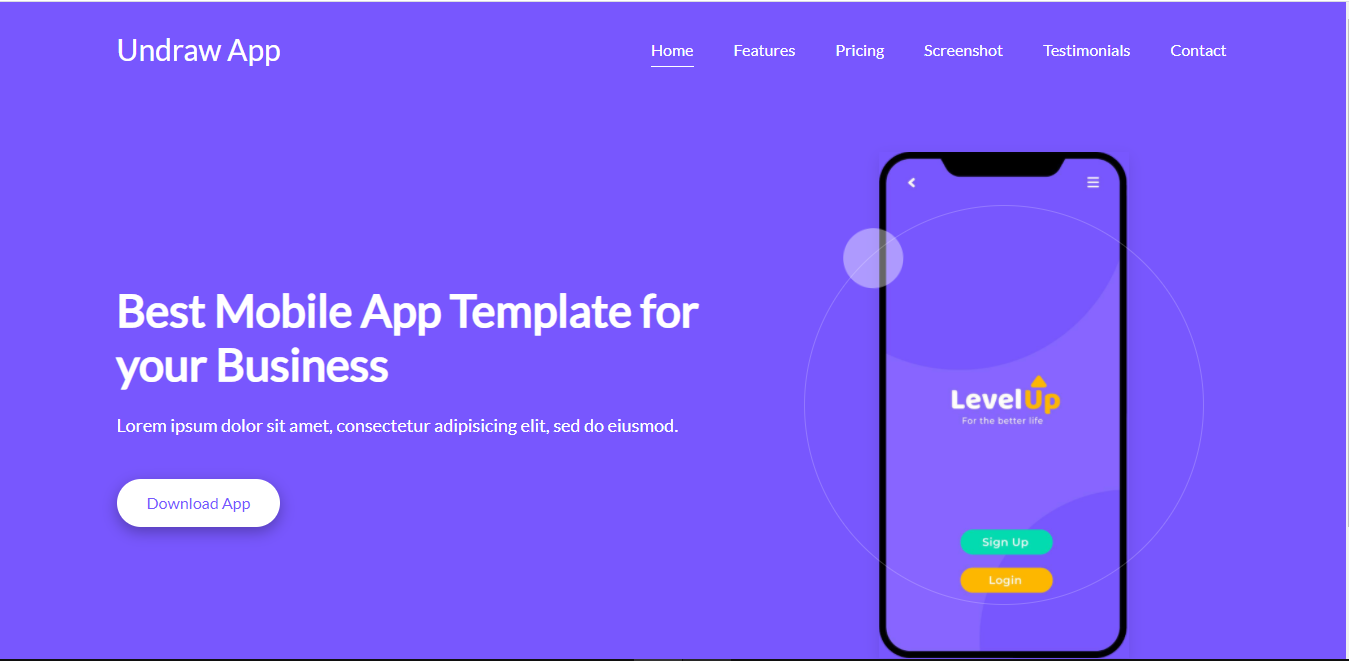 Undraw App
Home Features Pricing Screenshot Testimonials Contact
Best Mobile App Template for
your Business
Lorem ipsum dolor sit amet, consectetur adipisicing elit, sed do eiusmod.
Download App
LevelUp
For the better life
Sign Up
Login